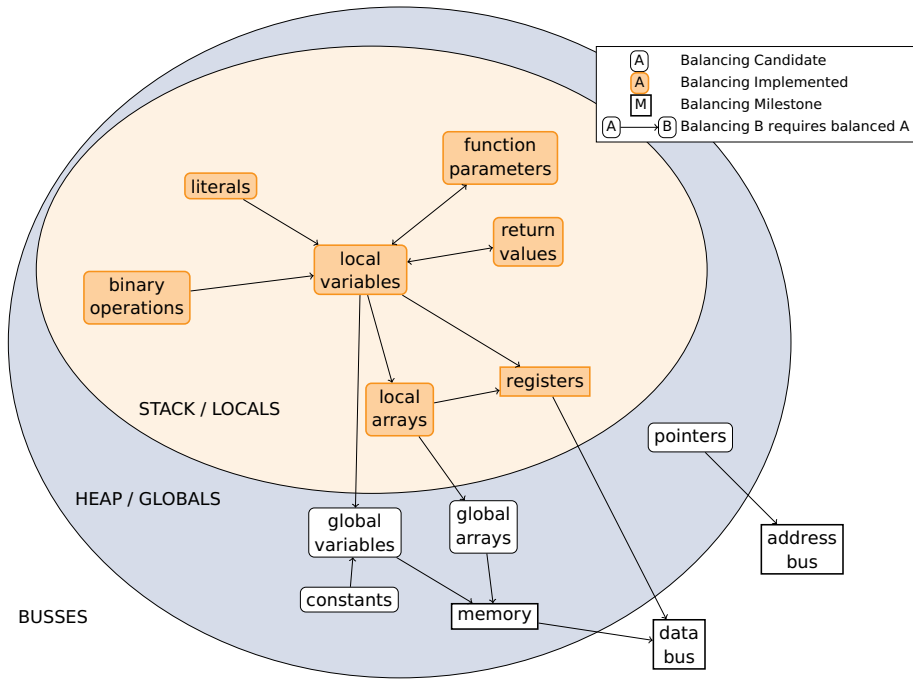 A Balancing Candidate
A Balancing Implemented
M Balancing Milestone
A B Balancing B requires balanced A
function
parameters
literals
return
values
local
variables
binary
operations
registers
local
arrays
STACK / LOCALS
pointers
HEAP / GLOBALS
global
arrays
global
variables
address
bus
constants
memory
BUSSES
data
bus